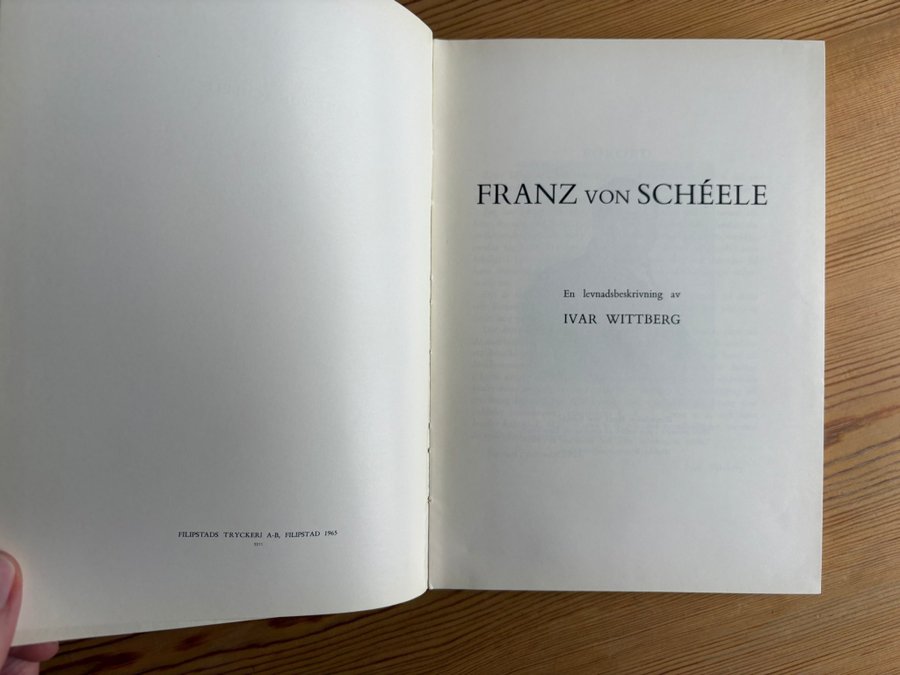 FILIPSTADS TRYCKERI A-B, FILIPSTAD 1965
FRANZ VON SCHÉELE
En levnadsbeskrivning av
IVAR WITTBERG